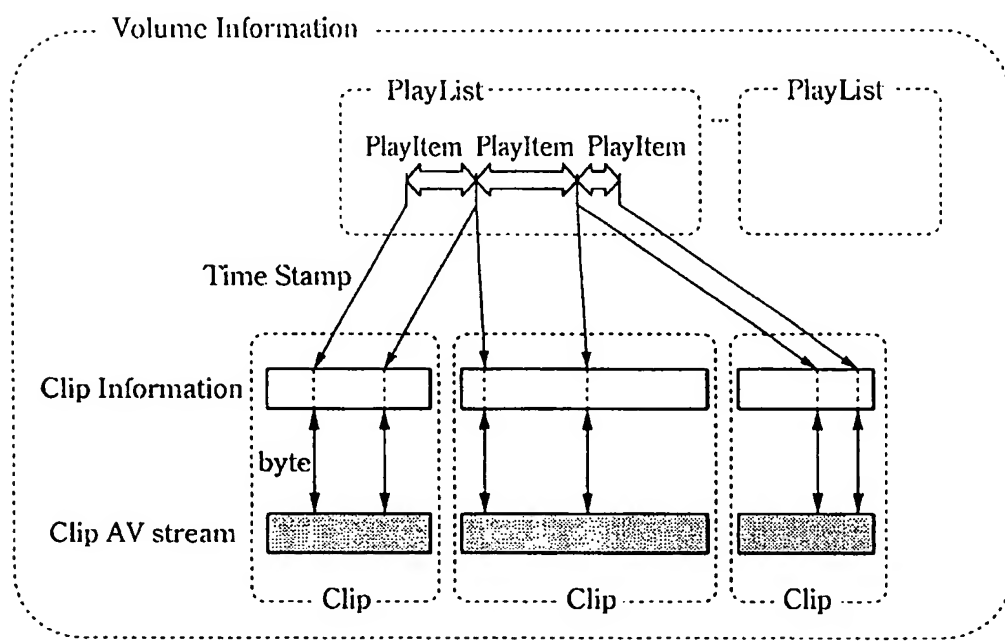 Volume Information
PlayList
PlayList
...
PlayItem PlayItem PlayItem
Time Stamp
Clip Information
byte
Clip AV stream
Clip
Clip
Clip